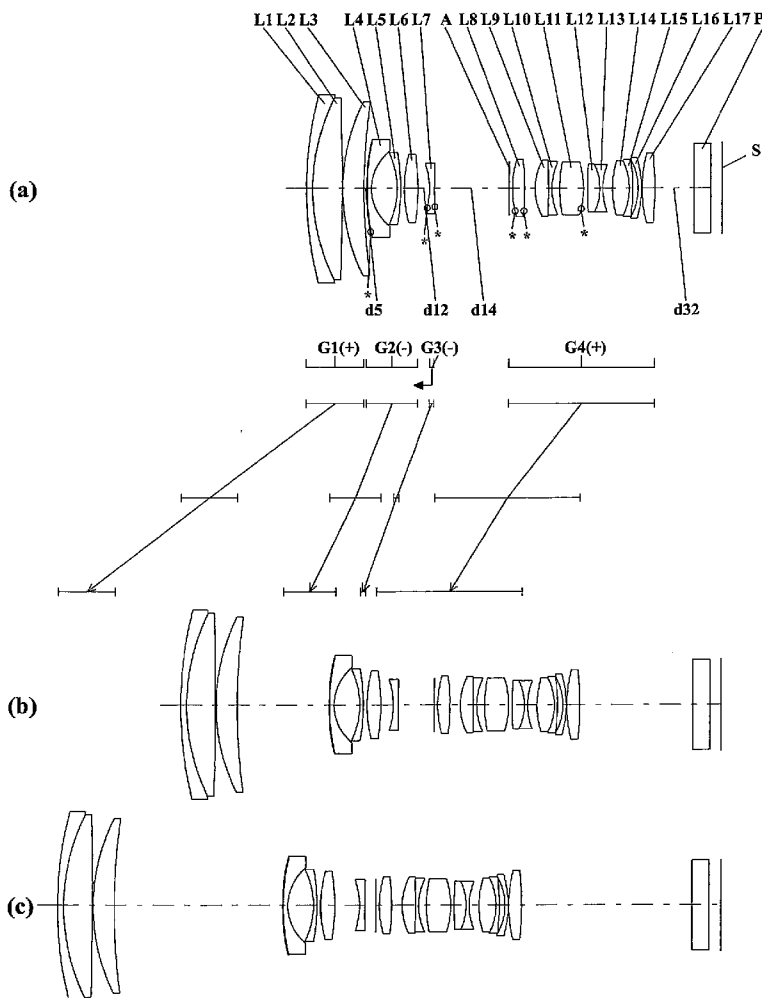 L1 L2 L3 L4 L5 L6 L7 A L8 L9 L10 L11 L12 L13 L14 L15 L16 L17 P
S
(a)
* * * * * *
d5 d12 d14 d32
G1(+) G2(-) G3(-) G4(+)
(b)
(c)